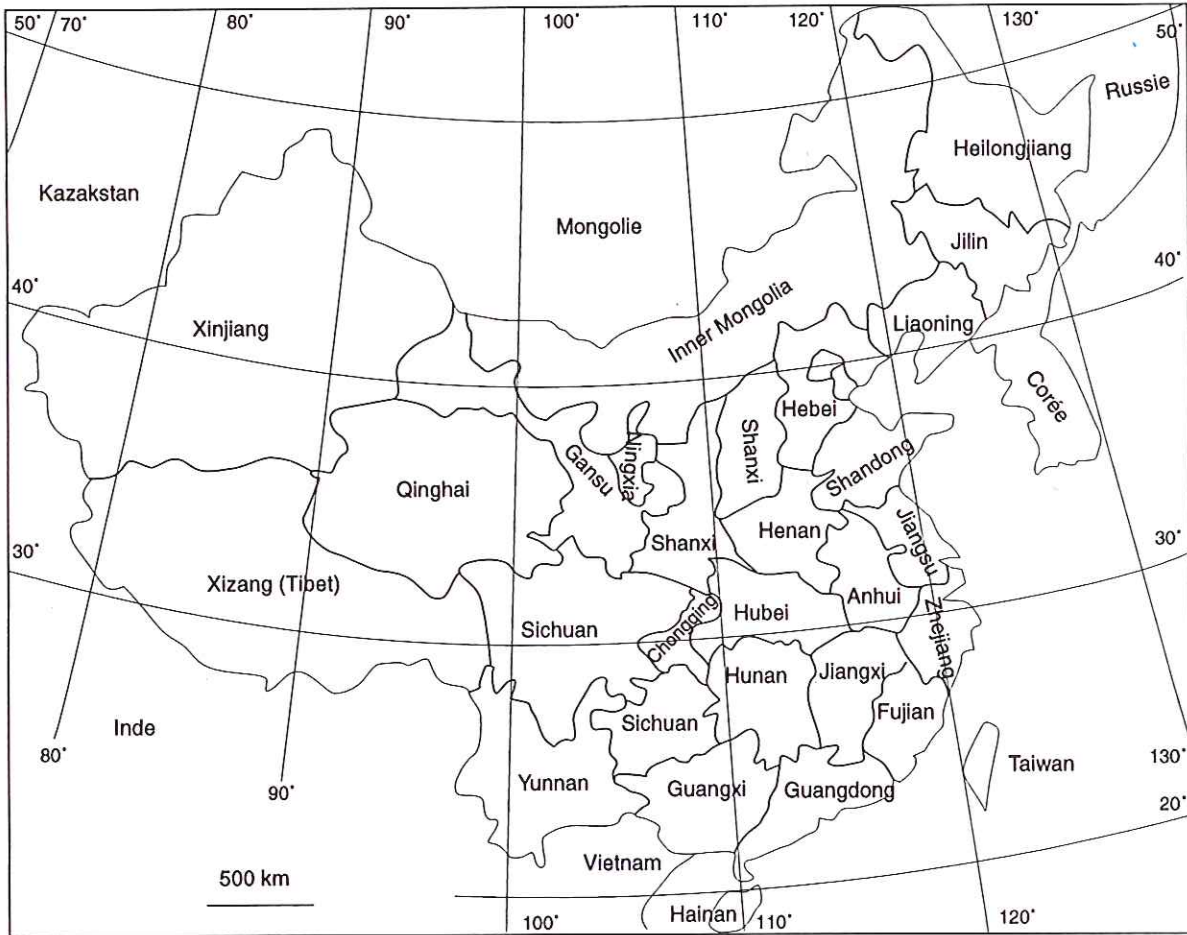 50° 70° 80° 90° 100° 110° 120° 130° 50°
Russie
Heilongjiang
Kazakstan
Mongolie
Jilin
40°
40°
Inner Mongolia
Xinjiang
Liaoning
Corée
Hebei
Shanxi
Ningxia
Gansu
Shandong
Qinghai
Henan
Shanxi
Jiangsu
30°
30°
Xizang (Tibet)
Anhui
Hubei
Zhejiang
Sichuan
Chongqing
Hunan
Jiangxi
Sichuan
Fujian
Inde
80°
Taiwan
130°
Yunnan
Guangxi
Guangdong
90°
20°
Vietnam
500 km
Hainan
100° 110° 120°